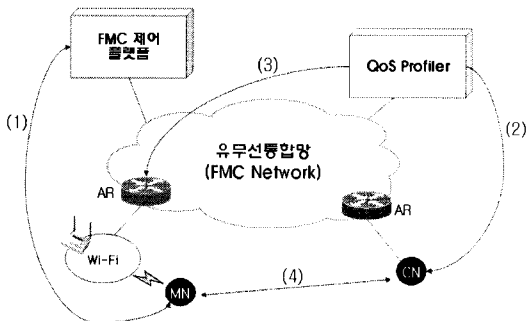 FMC 제어
플랫폼
QoS Profiler
(3)
(1)
(2)
유무선통합망
(FMC Network)
AR
AR
Wi-Fi
MN
(4)
CN